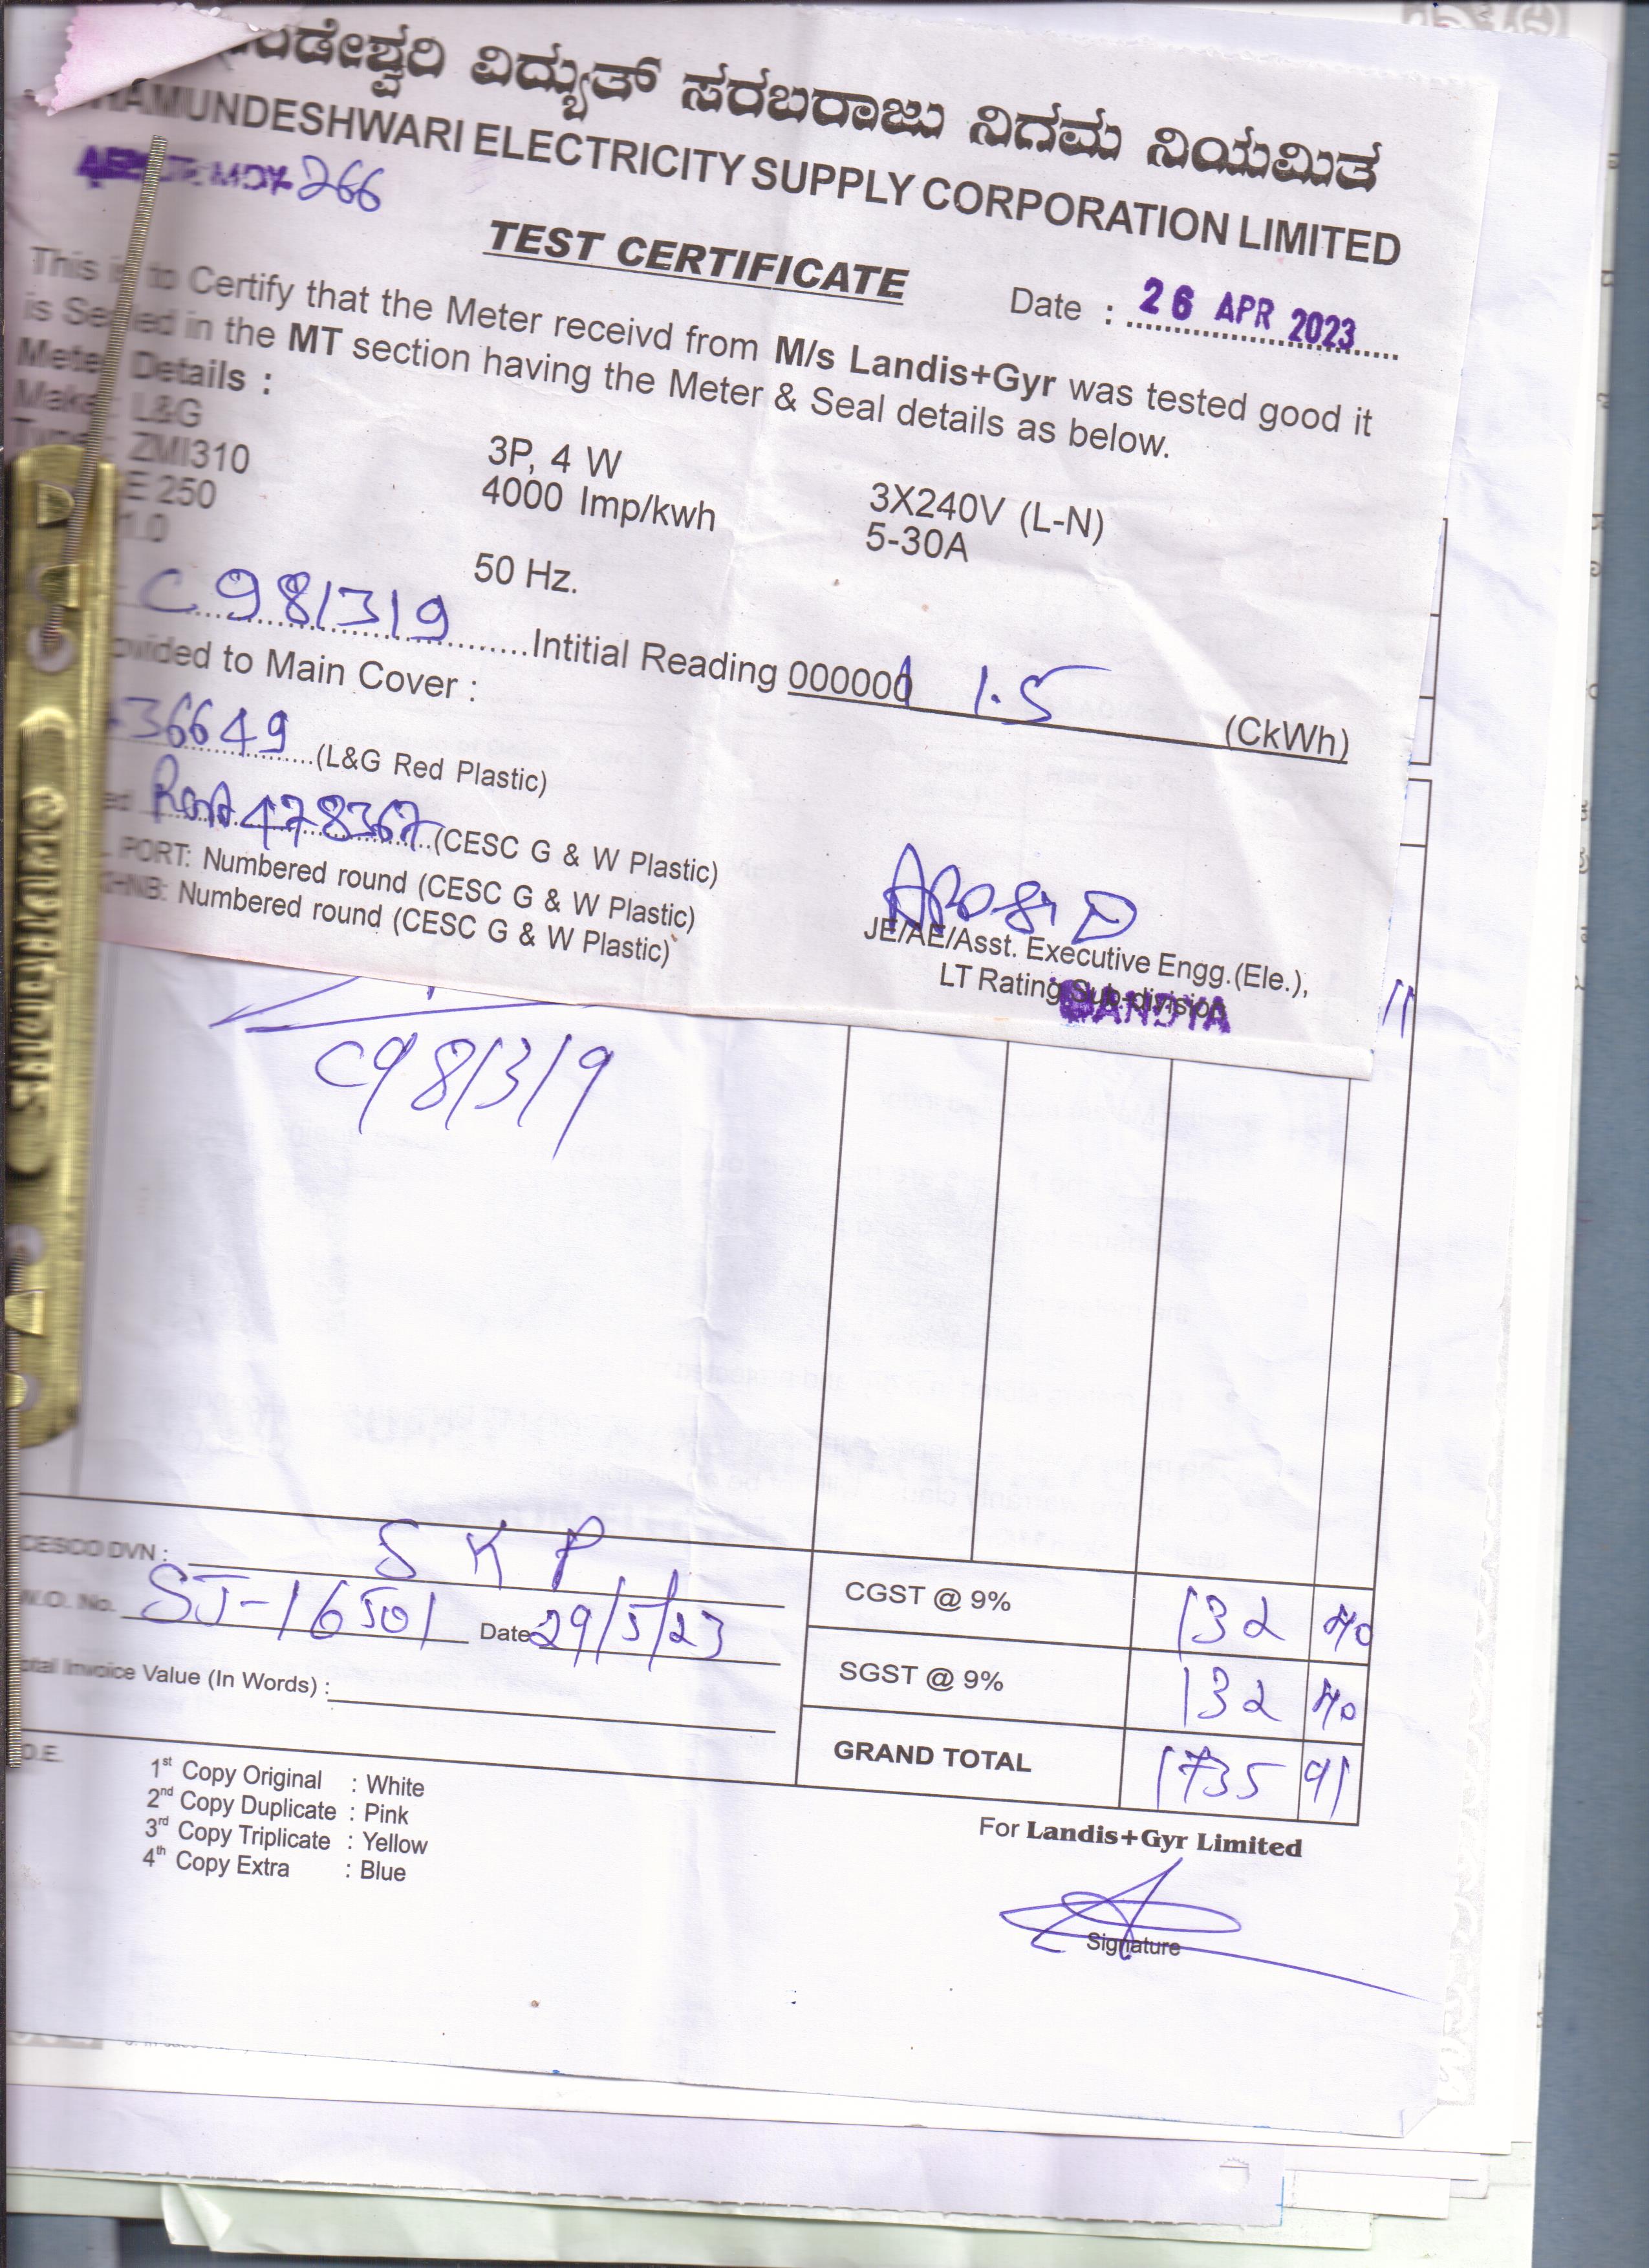 ವಿದ್ಯುತ್ ಸರಬರಾಜು ನಿಗಮ ನಿಯಮಿತ
ELECTRICITY SUPPLY CORPORATION LIMITED
266
TEST CERTIFICATE
Date : 26 APR 2023
This is to Certify that the Meter receivd from M/s Landis+Gyr was tested good it
is Sealed in the MT section having the Meter & Seal details as below.
Meter Details :
Make : L&G
Type : ZMI310 3P, 4 W 3X240V (L-N)
E 250 4000 Imp/kwh 5-30A
1.0 50 Hz.
C981319 Intitial Reading 000000 1.5 (CkWh)
to Main Cover :
36649 (L&G Red Plastic)
478367 (CESC G & W Plastic)
PORT: Numbered round (CESC G & W Plastic)
Numbered round (CESC G & W Plastic)
JE/AE/Asst. Executive Engg.(Ele.),
LT Rating Sub-division
MANDYA
C981319
CESCO DVN : S K P
W.O. No. SJ-16501 Date 29/5/23
Invoice Value (In Words) :
CGST @ 9% 132 40
SGST @ 9% 132 40
GRAND TOTAL 1735 91
1st Copy Original : White
2nd Copy Duplicate : Pink
3rd Copy Triplicate : Yellow
4th Copy Extra : Blue
For Landis+Gyr Limited
Signature